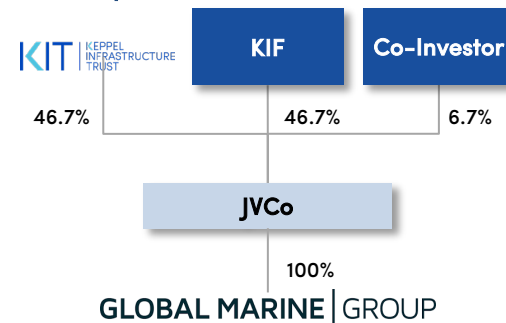 KIT KEPPEL INFRASTRUCTURE TRUST
KIF
Co-Investor
46.7%
46.7%
6.7%
JVCo
100%
GLOBAL MARINE GROUP